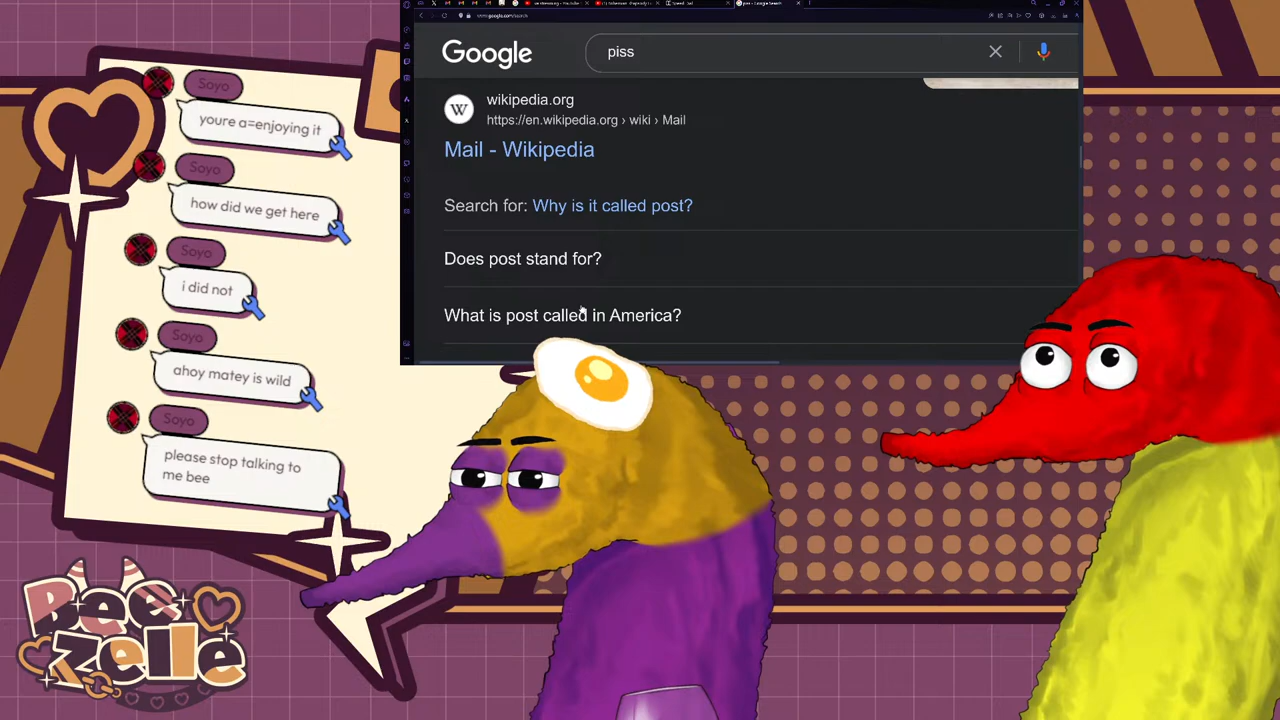 Soyo
youre a=enjoying it
Soyo
how did we get here
Soyo
i did not
Soyo
ahoy matey is wild
Soyo
please stop talking to
me bee
Bee
zelle
Google
piss
W
wikipedia.org
https://en.wikipedia.org › wiki › Mail
Mail - Wikipedia
Search for: Why is it called post?
Does post stand for?
What is post called in America?